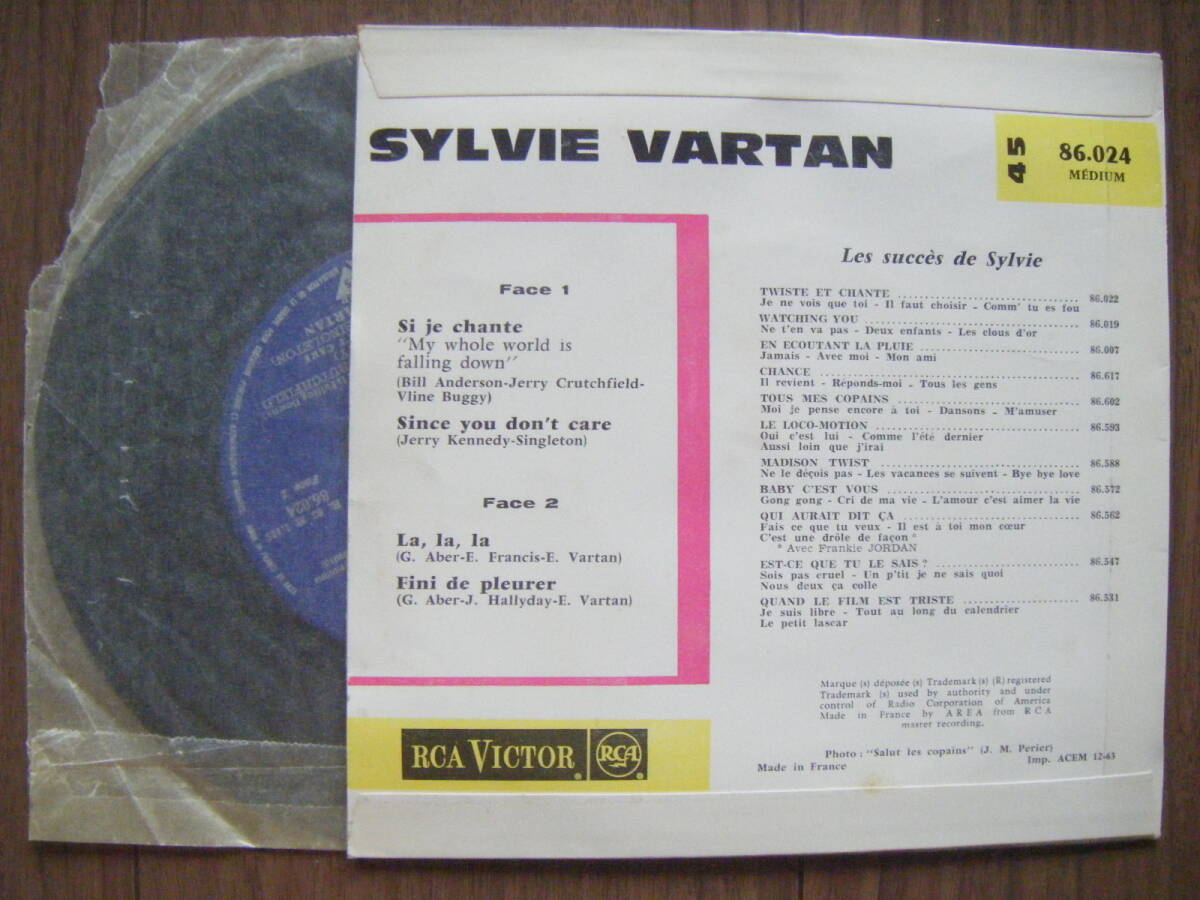 SYLVIE VARTAN
45
86.024
MÉDIUM
Face 1
Si je chante
"My whole world is
falling down"
(Bill Anderson-Jerry Crutchfield-
Vline Buggy)
Since you don't care
(Jerry Kennedy-Singleton)
Face 2
La, la, la
(G. Aber-E. Francis-E. Vartan)
Fini de pleurer
(G. Aber-J. Hallyday-E. Vartan)
Les succès de Sylvie
TWISTE ET CHANTE .......... 86.022
Je ne vois que toi - Il faut choisir - Comm' tu es fou
WATCHING YOU .......... 86.019
Ne t'en va pas - Deux enfants - Les clous d'or
EN ECOUTANT LA PLUIE .......... 86.007
Jamais - Avec moi - Mon ami
CHANCE .......... 86.617
Il revient - Réponds-moi - Tous les gens
TOUS MES COPAINS .......... 86.602
Moi je pense encore à toi - Dansons - M'amuser
LE LOCO-MOTION .......... 86.593
Oui c'est lui - Comme l'été dernier
Aussi loin que j'irai
MADISON TWIST .......... 86.588
Ne le déçois pas - Les vacances se suivent - Bye bye love
BABY C'EST VOUS .......... 86.572
Gong gong - Cri de ma vie - L'amour c'est aimer la vie
QUI AURAIT DIT ÇA .......... 86.562
Fais ce que tu veux - Il est à toi mon cœur
C'est une drôle de façon*
* Avec Frankie JORDAN
EST-CE QUE TU LE SAIS ? .......... 86.547
Sois pas cruel - Un p'tit je ne sais quoi
Nous deux ça colle
QUAND LE FILM EST TRISTE .......... 86.531
Je suis libre - Tout au long du calendrier
Le petit lascar
Marque (s) déposée (s) Trademark (s) (R) registered
Trademark (s) used by authority and under
control of Radio Corporation of America
Made in France by AREA from RCA
master recording.
Photo : "Salut les copains" (J. M. Perier)
Made in France
Imp. ACEM 12-63
RCA VICTOR
RCA
86.024
Face 2